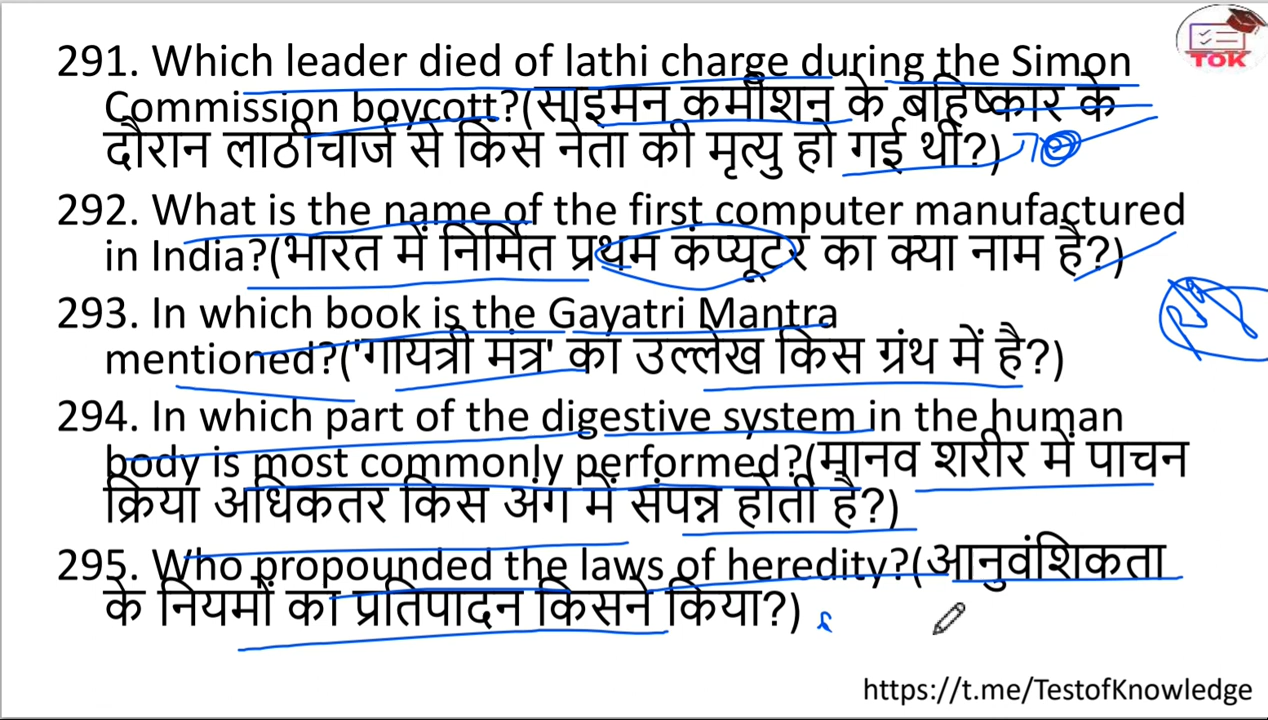 TOK
291. Which leader died of lathi charge during the Simon
Commission boycott?(साइमन कमीशन के बहिष्कार के
दौरान लाठीचार्ज से किस नेता की मृत्यु हो गई थी?)
292. What is the name of the first computer manufactured
in India?(भारत में निर्मित प्रथम कंप्यूटर का क्या नाम है?)
293. In which book is the Gayatri Mantra
mentioned?('गायत्री मंत्र' का उल्लेख किस ग्रंथ में है?)
294. In which part of the digestive system in the human
body is most commonly performed?(मानव शरीर में पाचन
क्रिया अधिकतर किस अंग में संपन्न होती है?)
295. Who propounded the laws of heredity?(आनुवंशिकता
के नियमों का प्रतिपादन किसने किया?)
https://t.me/TestofKnowledge